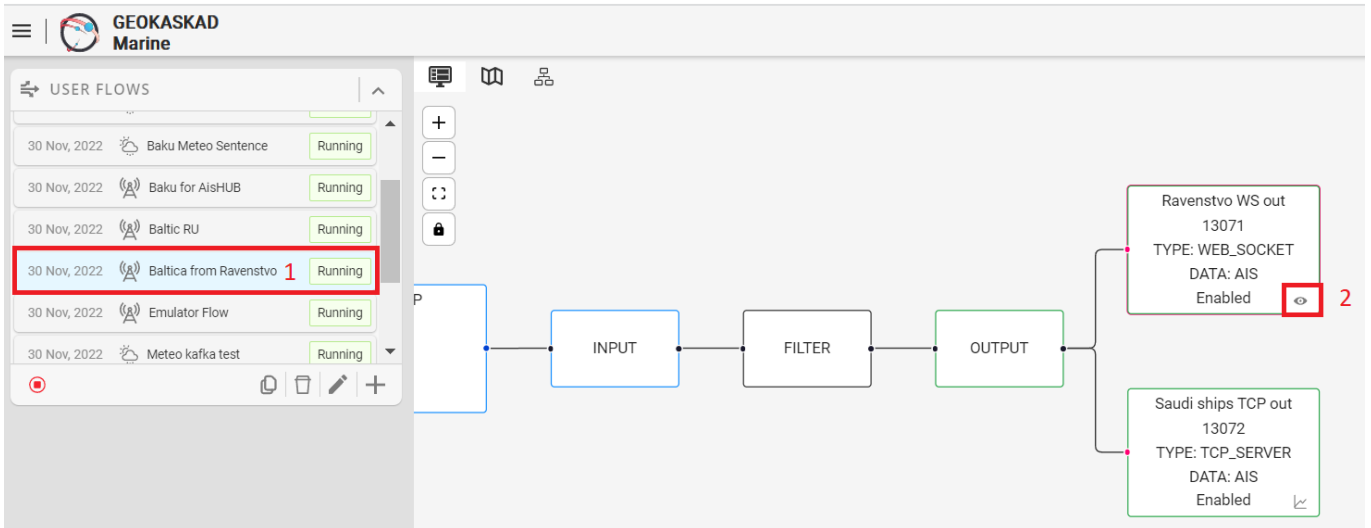 GEOKASKAD
Marine
USER FLOWS
30 Nov, 2022 Baku Meteo Sentence Running
30 Nov, 2022 Baku for AisHUB Running
30 Nov, 2022 Baltic RU Running
30 Nov, 2022 Baltica from Ravenstvo 1 Running
30 Nov, 2022 Emulator Flow Running
30 Nov, 2022 Meteo kafka test Running
P
INPUT
FILTER
OUTPUT
Ravenstvo WS out
13071
TYPE: WEB_SOCKET
DATA: AIS
Enabled
2
Saudi ships TCP out
13072
TYPE: TCP_SERVER
DATA: AIS
Enabled